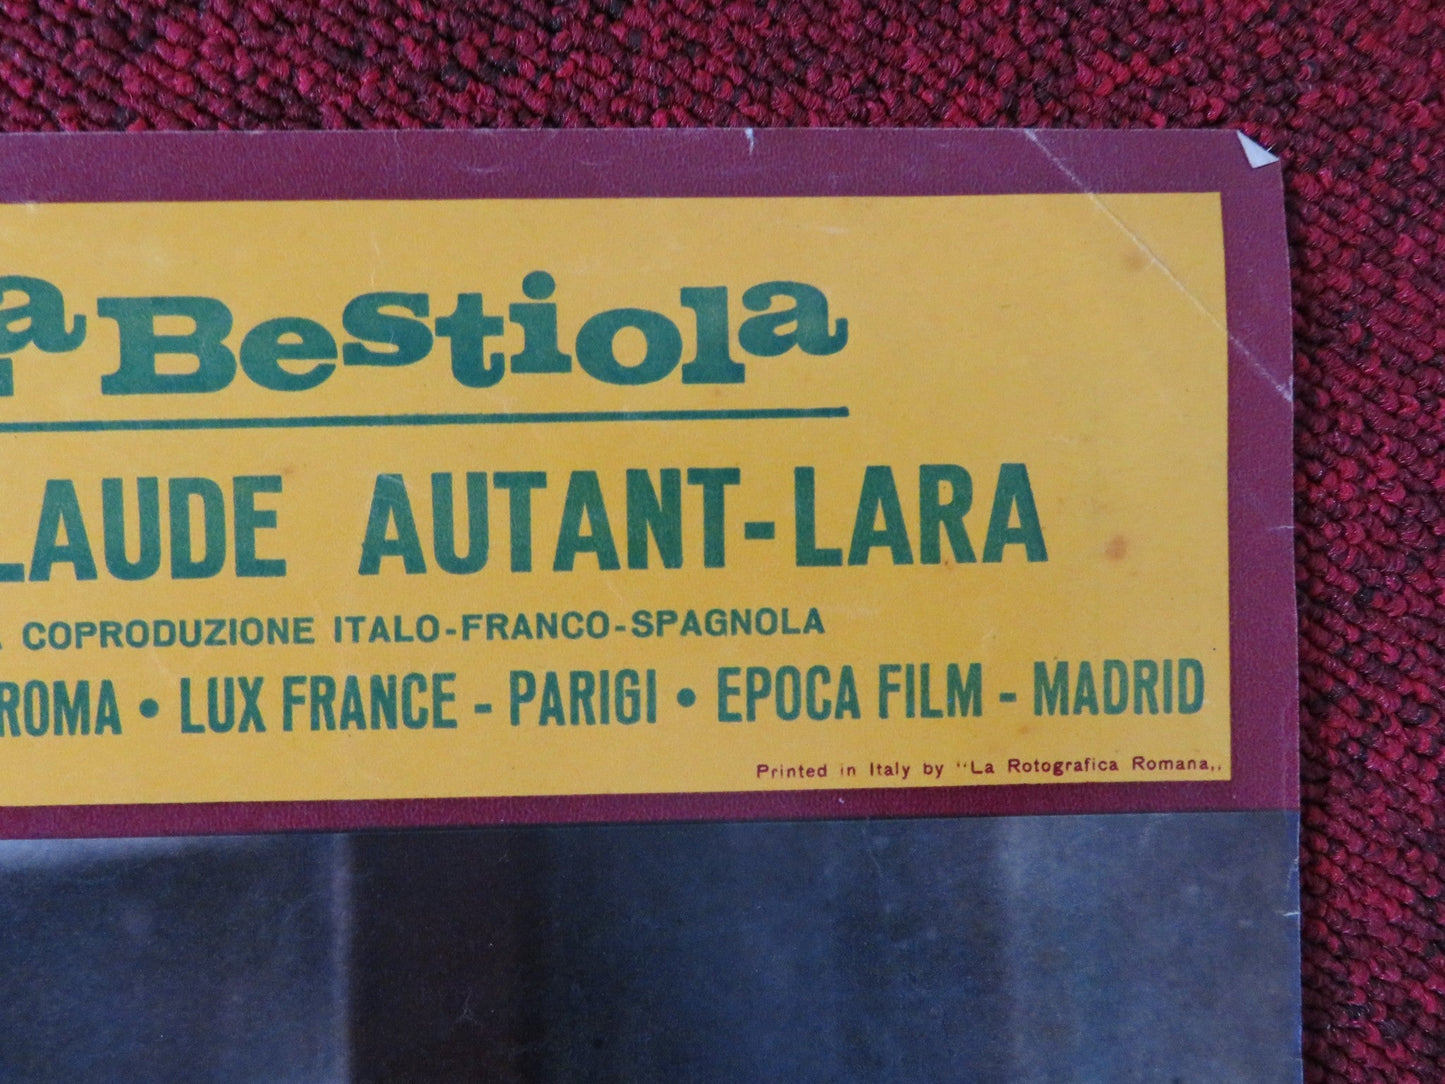 a Bestiola
LAUDE AUTANT-LARA
COPRODUZIONE ITALO-FRANCO-SPAGNOLA
ROMA • LUX FRANCE - PARIGI • EPOCA FILM - MADRID
Printed in Italy by "La Rotografica Romana,,